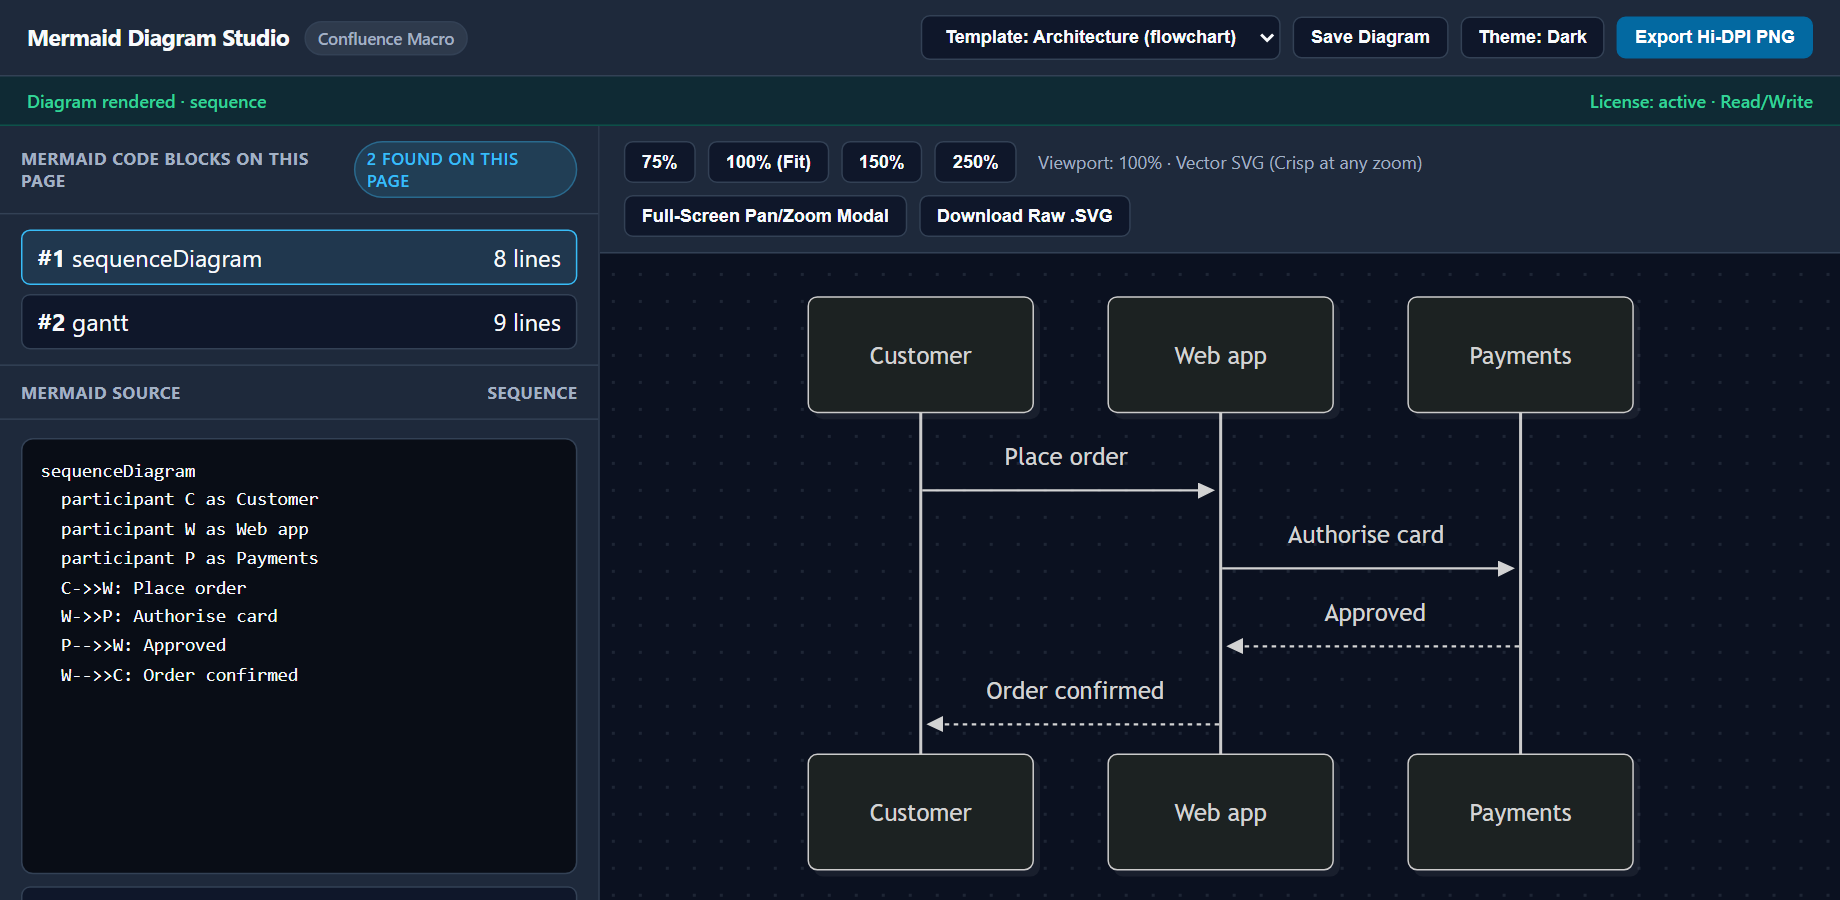 Mermaid Diagram Studio
Confluence Macro
Template: Architecture (flowchart)
Save Diagram
Theme: Dark
Export Hi-DPI PNG
Diagram rendered · sequence
License: active · Read/Write
MERMAID CODE BLOCKS ON THIS
PAGE
2 FOUND ON THIS
PAGE
#1 sequenceDiagram
8 lines
#2 gantt
9 lines
MERMAID SOURCE
SEQUENCE
sequenceDiagram
  participant C as Customer
  participant W as Web app
  participant P as Payments
  C->>W: Place order
  W->>P: Authorise card
  P-->>W: Approved
  W-->>C: Order confirmed
75%
100% (Fit)
150%
250%
Viewport: 100% · Vector SVG (Crisp at any zoom)
Full-Screen Pan/Zoom Modal
Download Raw .SVG
Customer
Web app
Payments
Place order
Authorise card
Approved
Order confirmed
Customer
Web app
Payments